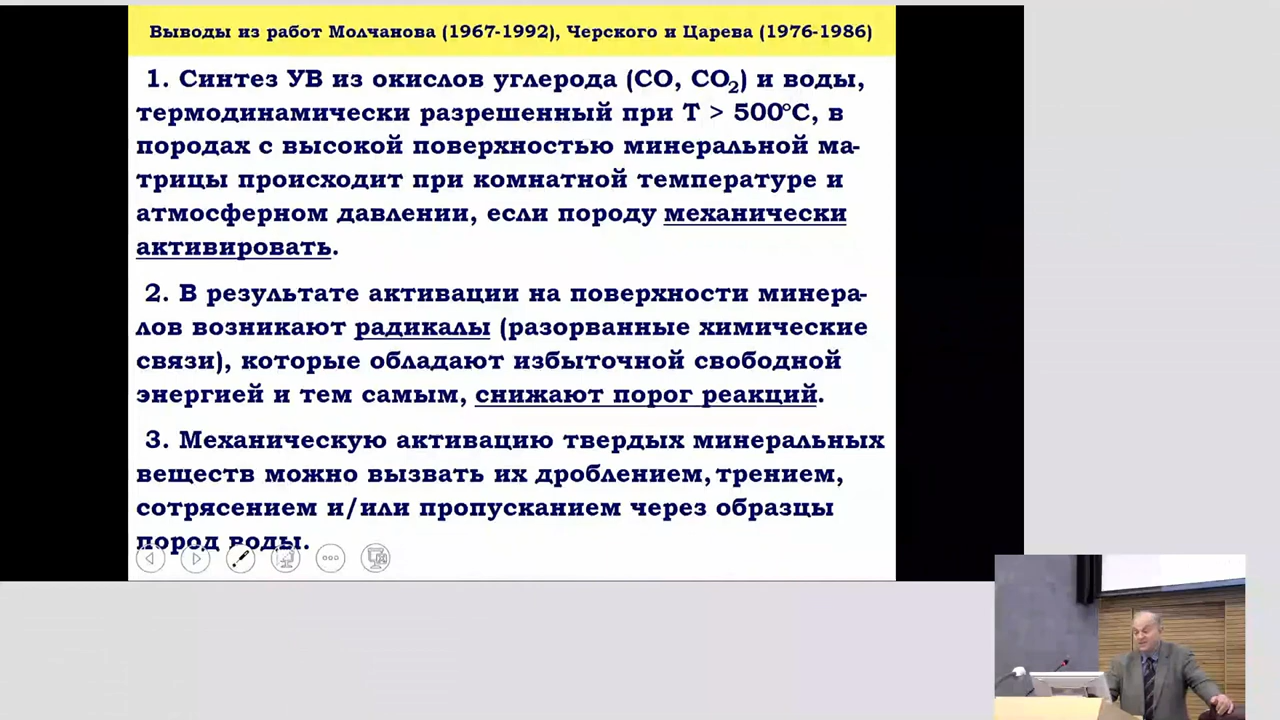 Выводы из работ Молчанова (1967-1992), Черского и Царева (1976-1986)
1. Синтез УВ из окислов углерода (СО, СО₂) и воды,
термодинамически разрешенный при Т > 500°С, в
породах с высокой поверхностью минеральной ма-
трицы происходит при комнатной температуре и
атмосферном давлении, если породу механически
активировать.
2. В результате активации на поверхности минера-
лов возникают радикалы (разорванные химические
связи), которые обладают избыточной свободной
энергией и тем самым, снижают порог реакций.
3. Механическую активацию твердых минеральных
веществ можно вызвать их дроблением, трением,
сотрясением и/или пропусканием через образцы
пород воды.